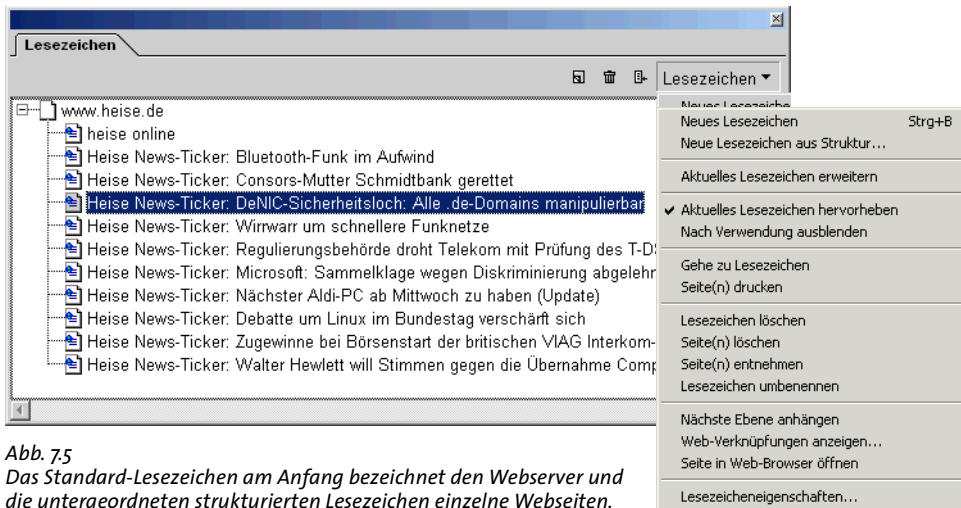 Lesezeichen
Lesezeichen
www.heise.de
heise online
Heise News-Ticker: Bluetooth-Funk im Aufwind
Heise News-Ticker: Consors-Mutter Schmidtbank gerettet
Heise News-Ticker: DeNIC-Sicherheitsloch: Alle .de-Domains manipulierbar
Heise News-Ticker: Wirrwarr um schnellere Funknetze
Heise News-Ticker: Regulierungsbehörde droht Telekom mit Prüfung des T-D
Heise News-Ticker: Microsoft: Sammelklage wegen Diskriminierung abgelehn
Heise News-Ticker: Nächster Aldi-PC ab Mittwoch zu haben (Update)
Heise News-Ticker: Debatte um Linux im Bundestag verschärft sich
Heise News-Ticker: Zugewinne bei Börsenstart der britischen VIAG Interkom-
Heise News-Ticker: Walter Hewlett will Stimmen gegen die Übernahme Comp
Neues Lesezeiche
Neues Lesezeichen Strg+B
Neue Lesezeichen aus Struktur...
Aktuelles Lesezeichen erweitern
Aktuelles Lesezeichen hervorheben
Nach Verwendung ausblenden
Gehe zu Lesezeichen
Seite(n) drucken
Lesezeichen löschen
Seite(n) löschen
Seite(n) entnehmen
Lesezeichen umbenennen
Nächste Ebene anhängen
Web-Verknüpfungen anzeigen...
Seite in Web-Browser öffnen
Lesezeicheneigenschaften...
Abb. 7.5
Das Standard-Lesezeichen am Anfang bezeichnet den Webserver und
die untergeordneten strukturierten Lesezeichen einzelne Webseiten.